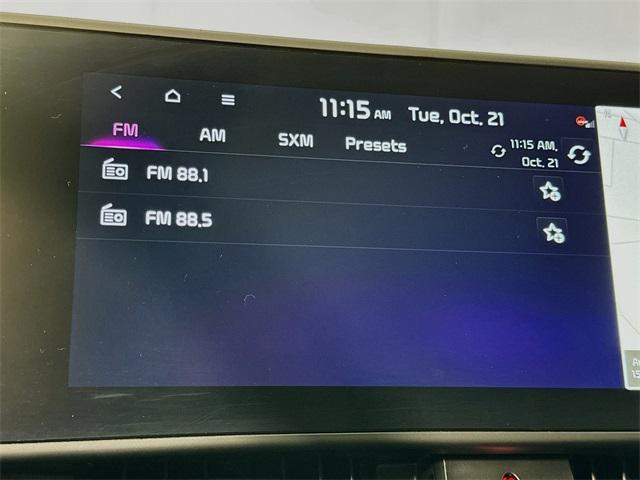 11:15 AM Tue, Oct. 21
FM AM SXM Presets
11:15 AM,
Oct. 21
FM 88.1
FM 88.5